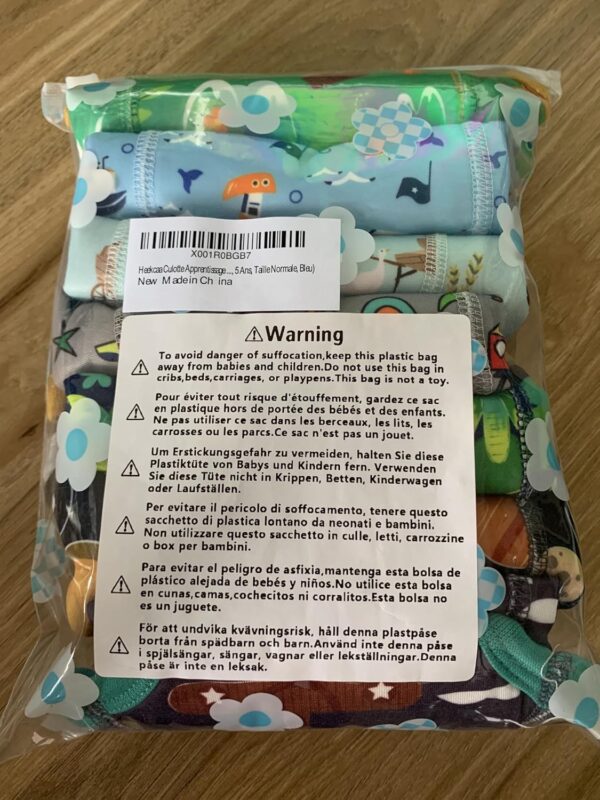 X001R0BGB7
Heekcaa Culotte Apprentissage ..., 5 Ans, Taille Normale, Bleu)
New Made in China
⚠Warning
To avoid danger of suffocation,keep this plastic bag
away from babies and children.Do not use this bag in
cribs,beds,carriages, or playpens.This bag is not a toy.
Pour éviter tout risque d'étouffement, gardez ce sac
en plastique hors de portée des bébés et des enfants.
Ne pas utiliser ce sac dans les berceaux, les lits, les
carrosses ou les parcs.Ce sac n'est pas un jouet.
Um Erstickungsgefahr zu vermeiden, halten Sie diese
Plastiktüte von Babys und Kindern fern. Verwenden
Sie diese Tüte nicht in Krippen, Betten, Kinderwagen
oder Laufställen.
Per evitare il pericolo di soffocamento, tenere questo
sacchetto di plastica lontano da neonati e bambini.
Non utilizzare questo sacchetto in culle, letti, carrozzine
o box per bambini.
Para evitar el peligro de asfixia,mantenga esta bolsa de
plástico alejada de bebés y niños.No utilice esta bolsa
en cunas,camas,cochecitos ni corralitos.Esta bolsa no
es un juguete.
För att undvika kvävningsrisk, håll denna plastpåse
borta från spädbarn och barn.Använd inte denna påse
i spjälsängar, sängar, vagnar eller lekställningar.Denna
påse är inte en leksak.